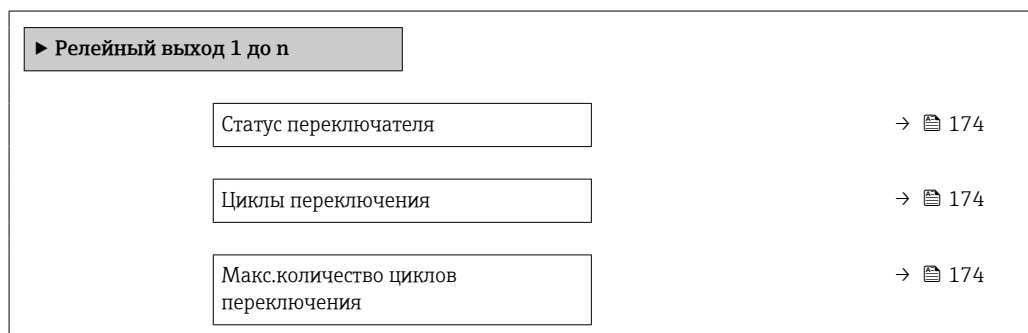 ▶ Релейный выход 1 до n
Статус переключателя → 174
Циклы переключения → 174
Макс.количество циклов → 174
переключения